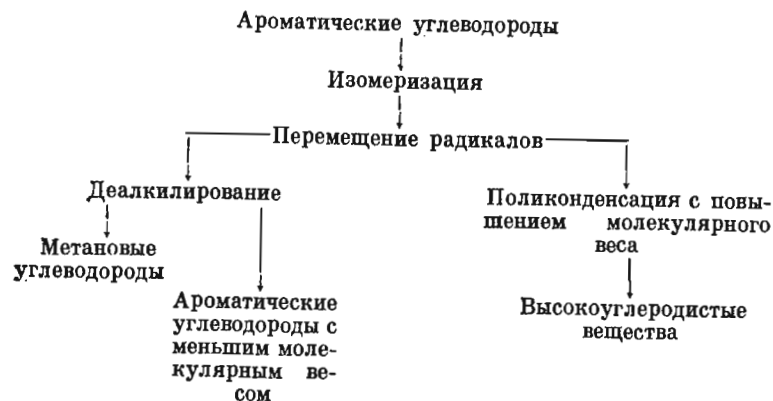 Ароматические углеводороды
Изомеризация
Перемещение радикалов
Деалкилирование
Метановые
углеводороды
Ароматические
углеводороды с
меньшим моле-
кулярным ве-
сом
Поликонденсация с повы-
шением молекулярного
веса
Высокоуглеродистые
вещества